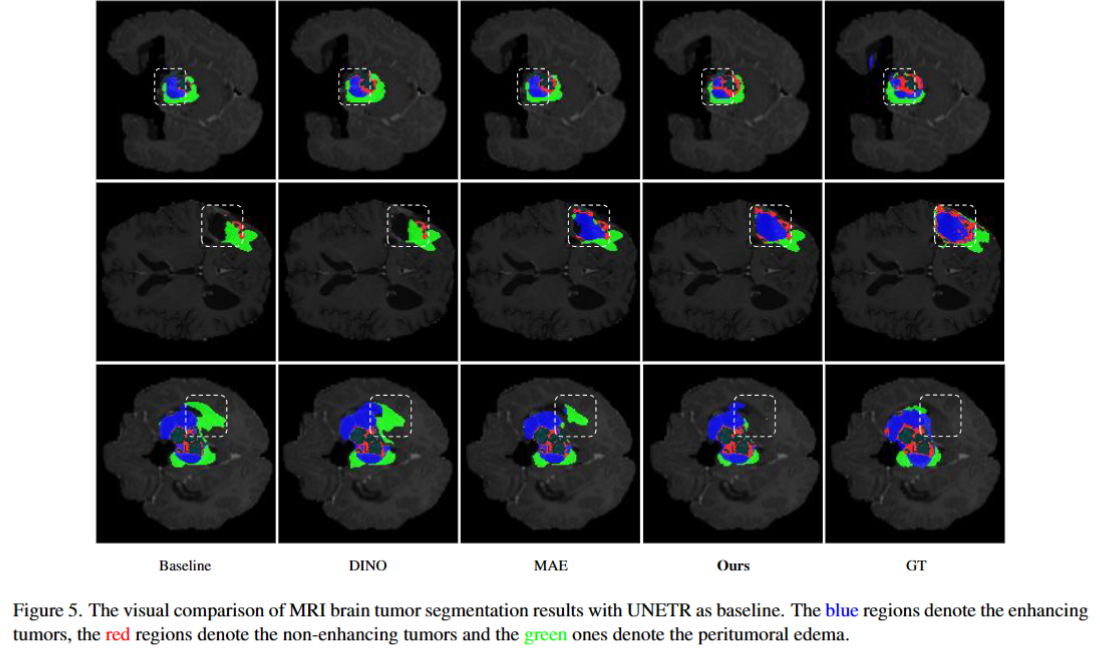 Baseline DINO MAE Ours GT
Figure 5. The visual comparison of MRI brain tumor segmentation results with UNETR as baseline. The blue regions denote the enhancing
tumors, the red regions denote the non-enhancing tumors and the green ones denote the peritumoral edema.